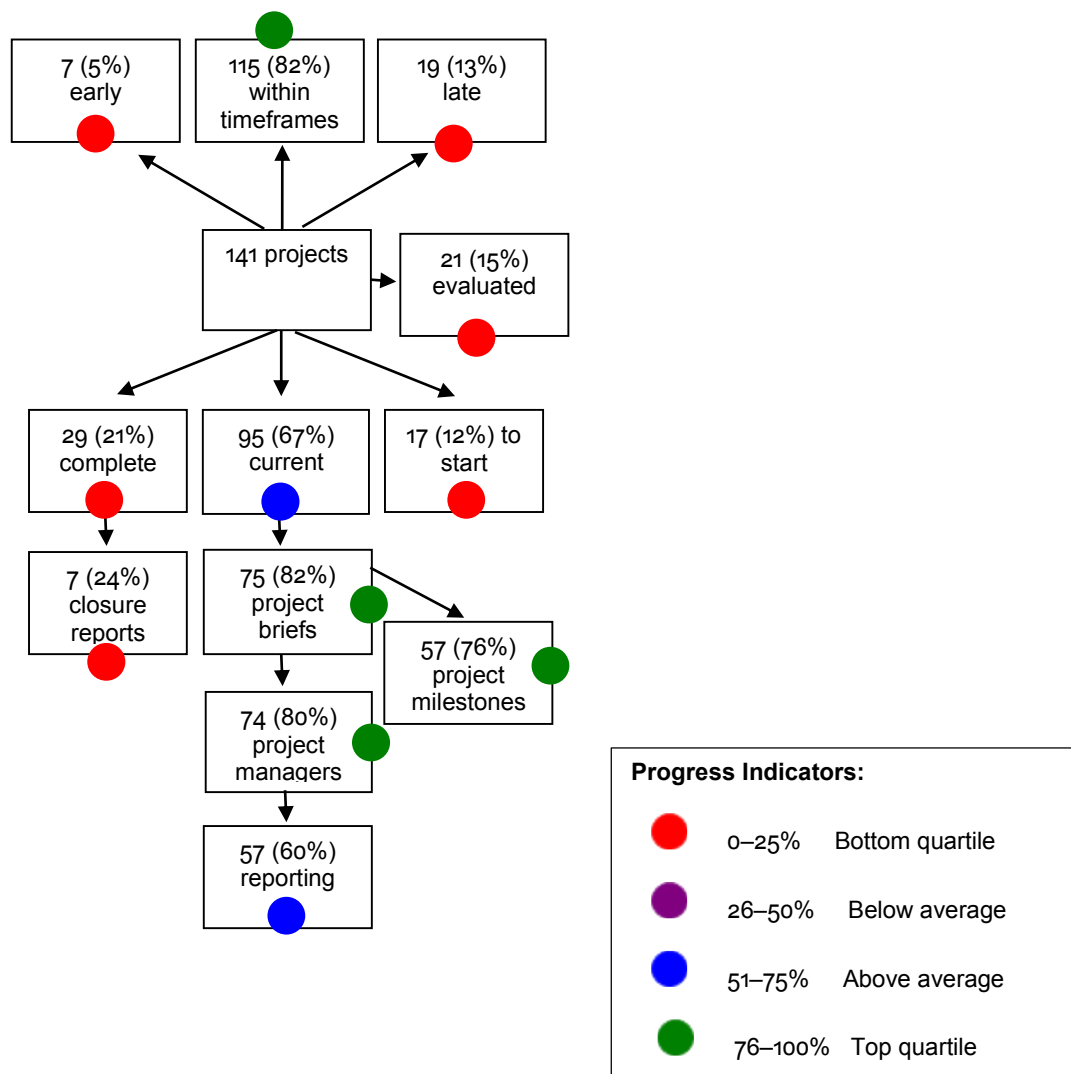 7 (5%)
early
115 (82%)
within
timeframes
19 (13%)
late
141 projects
21 (15%)
evaluated
29 (21%)
complete
95 (67%)
current
17 (12%) to
start
7 (24%)
closure
reports
75 (82%)
project
briefs
57 (76%)
project
milestones
74 (80%)
project
managers
57 (60%)
reporting
Progress Indicators:
0–25% Bottom quartile
26–50% Below average
51–75% Above average
76–100% Top quartile